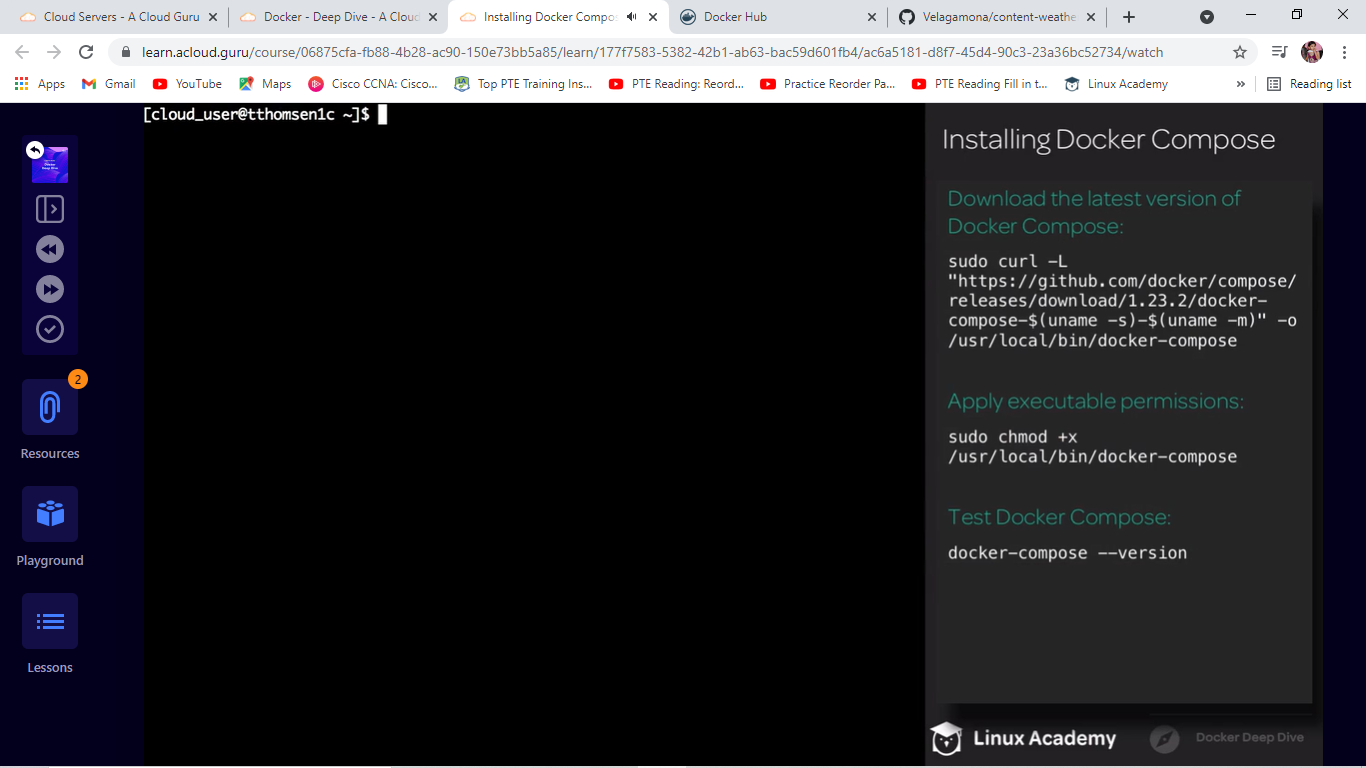 Cloud Servers - A Cloud Guru
Docker - Deep Dive - A Cloud
Installing Docker Compo
Docker Hub
Velagamona/content-weathe
learn.acloud.guru/course/06875cfa-fb88-4b28-ac90-150e73bb5a85/learn/177f7583-5382-42b1-ab63-bac59d601fb4/ac6a5181-d8f7-45d4-90c3-23a36bc52734/watch
Apps
Gmail
YouTube
Maps
Cisco CCNA: Cisco...
Top PTE Training Ins...
PTE Reading: Reord...
Practice Reorder Pa...
PTE Reading Fill in t...
Linux Academy
»
Reading list
[cloud_user@tthomsen1c ~]$
2
Resources
Playground
Lessons
Installing Docker Compose
Download the latest version of
Docker Compose:
sudo curl -L
"https://github.com/docker/compose/
releases/download/1.23.2/docker-
compose-$(uname -s)-$(uname -m)" -o
/usr/local/bin/docker-compose
Apply executable permissions:
sudo chmod +x
/usr/local/bin/docker-compose
Test Docker Compose:
docker-compose --version
Linux Academy
Docker Deep Dive